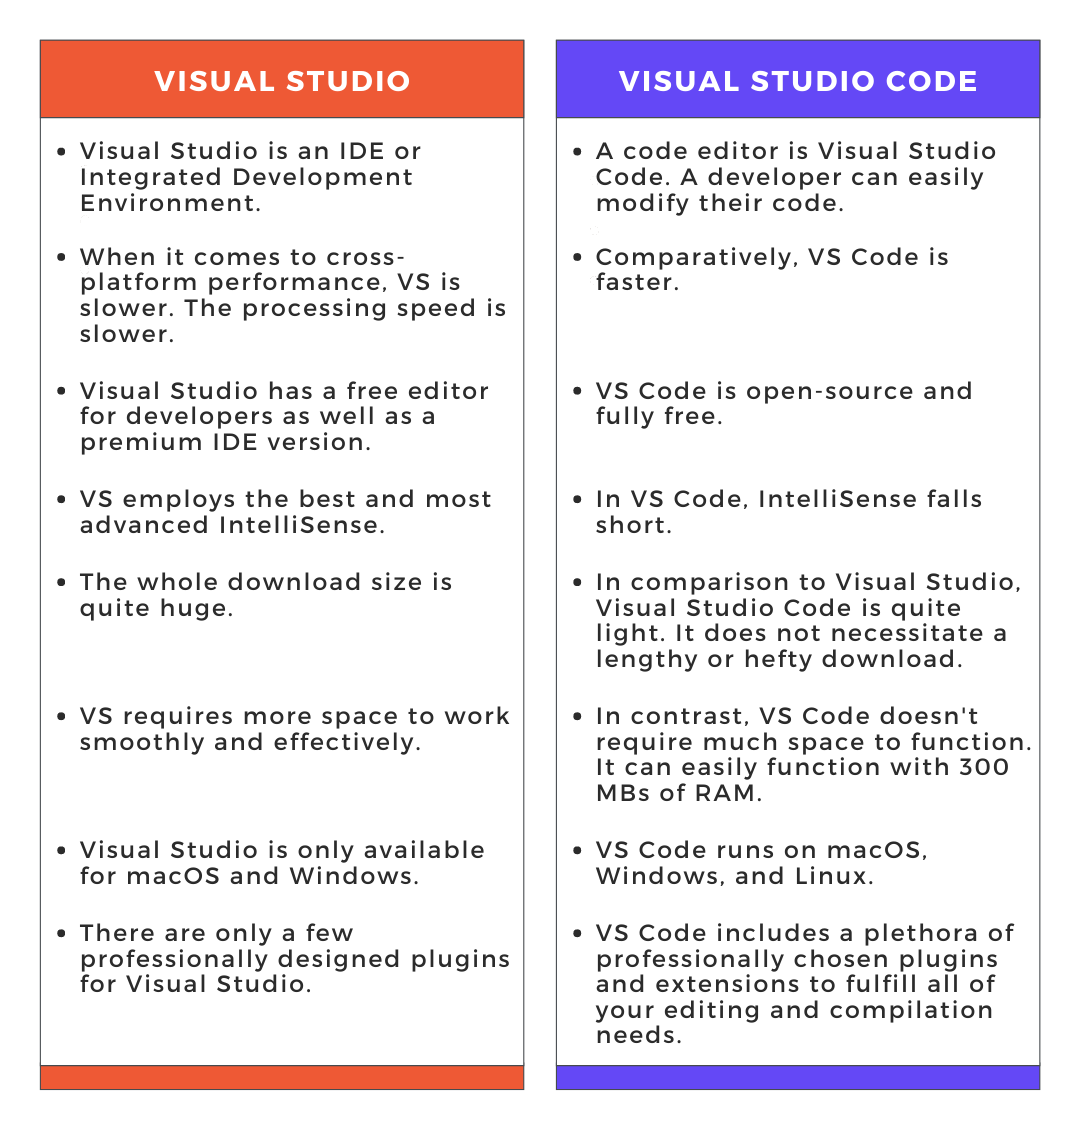 VISUAL STUDIO
• Visual Studio is an IDE or
Integrated Development
Environment.
• When it comes to cross-
platform performance, VS is
slower. The processing speed is
slower.
• Visual Studio has a free editor
for developers as well as a
premium IDE version.
• VS employs the best and most
advanced IntelliSense.
• The whole download size is
quite huge.
• VS requires more space to work
smoothly and effectively.
• Visual Studio is only available
for macOS and Windows.
• There are only a few
professionally designed plugins
for Visual Studio.
VISUAL STUDIO CODE
• A code editor is Visual Studio
Code. A developer can easily
modify their code.
• Comparatively, VS Code is
faster.
• VS Code is open-source and
fully free.
• In VS Code, IntelliSense falls
short.
• In comparison to Visual Studio,
Visual Studio Code is quite
light. It does not necessitate a
lengthy or hefty download.
• In contrast, VS Code doesn't
require much space to function.
It can easily function with 300
MBs of RAM.
• VS Code runs on macOS,
Windows, and Linux.
• VS Code includes a plethora of
professionally chosen plugins
and extensions to fulfill all of
your editing and compilation
needs.